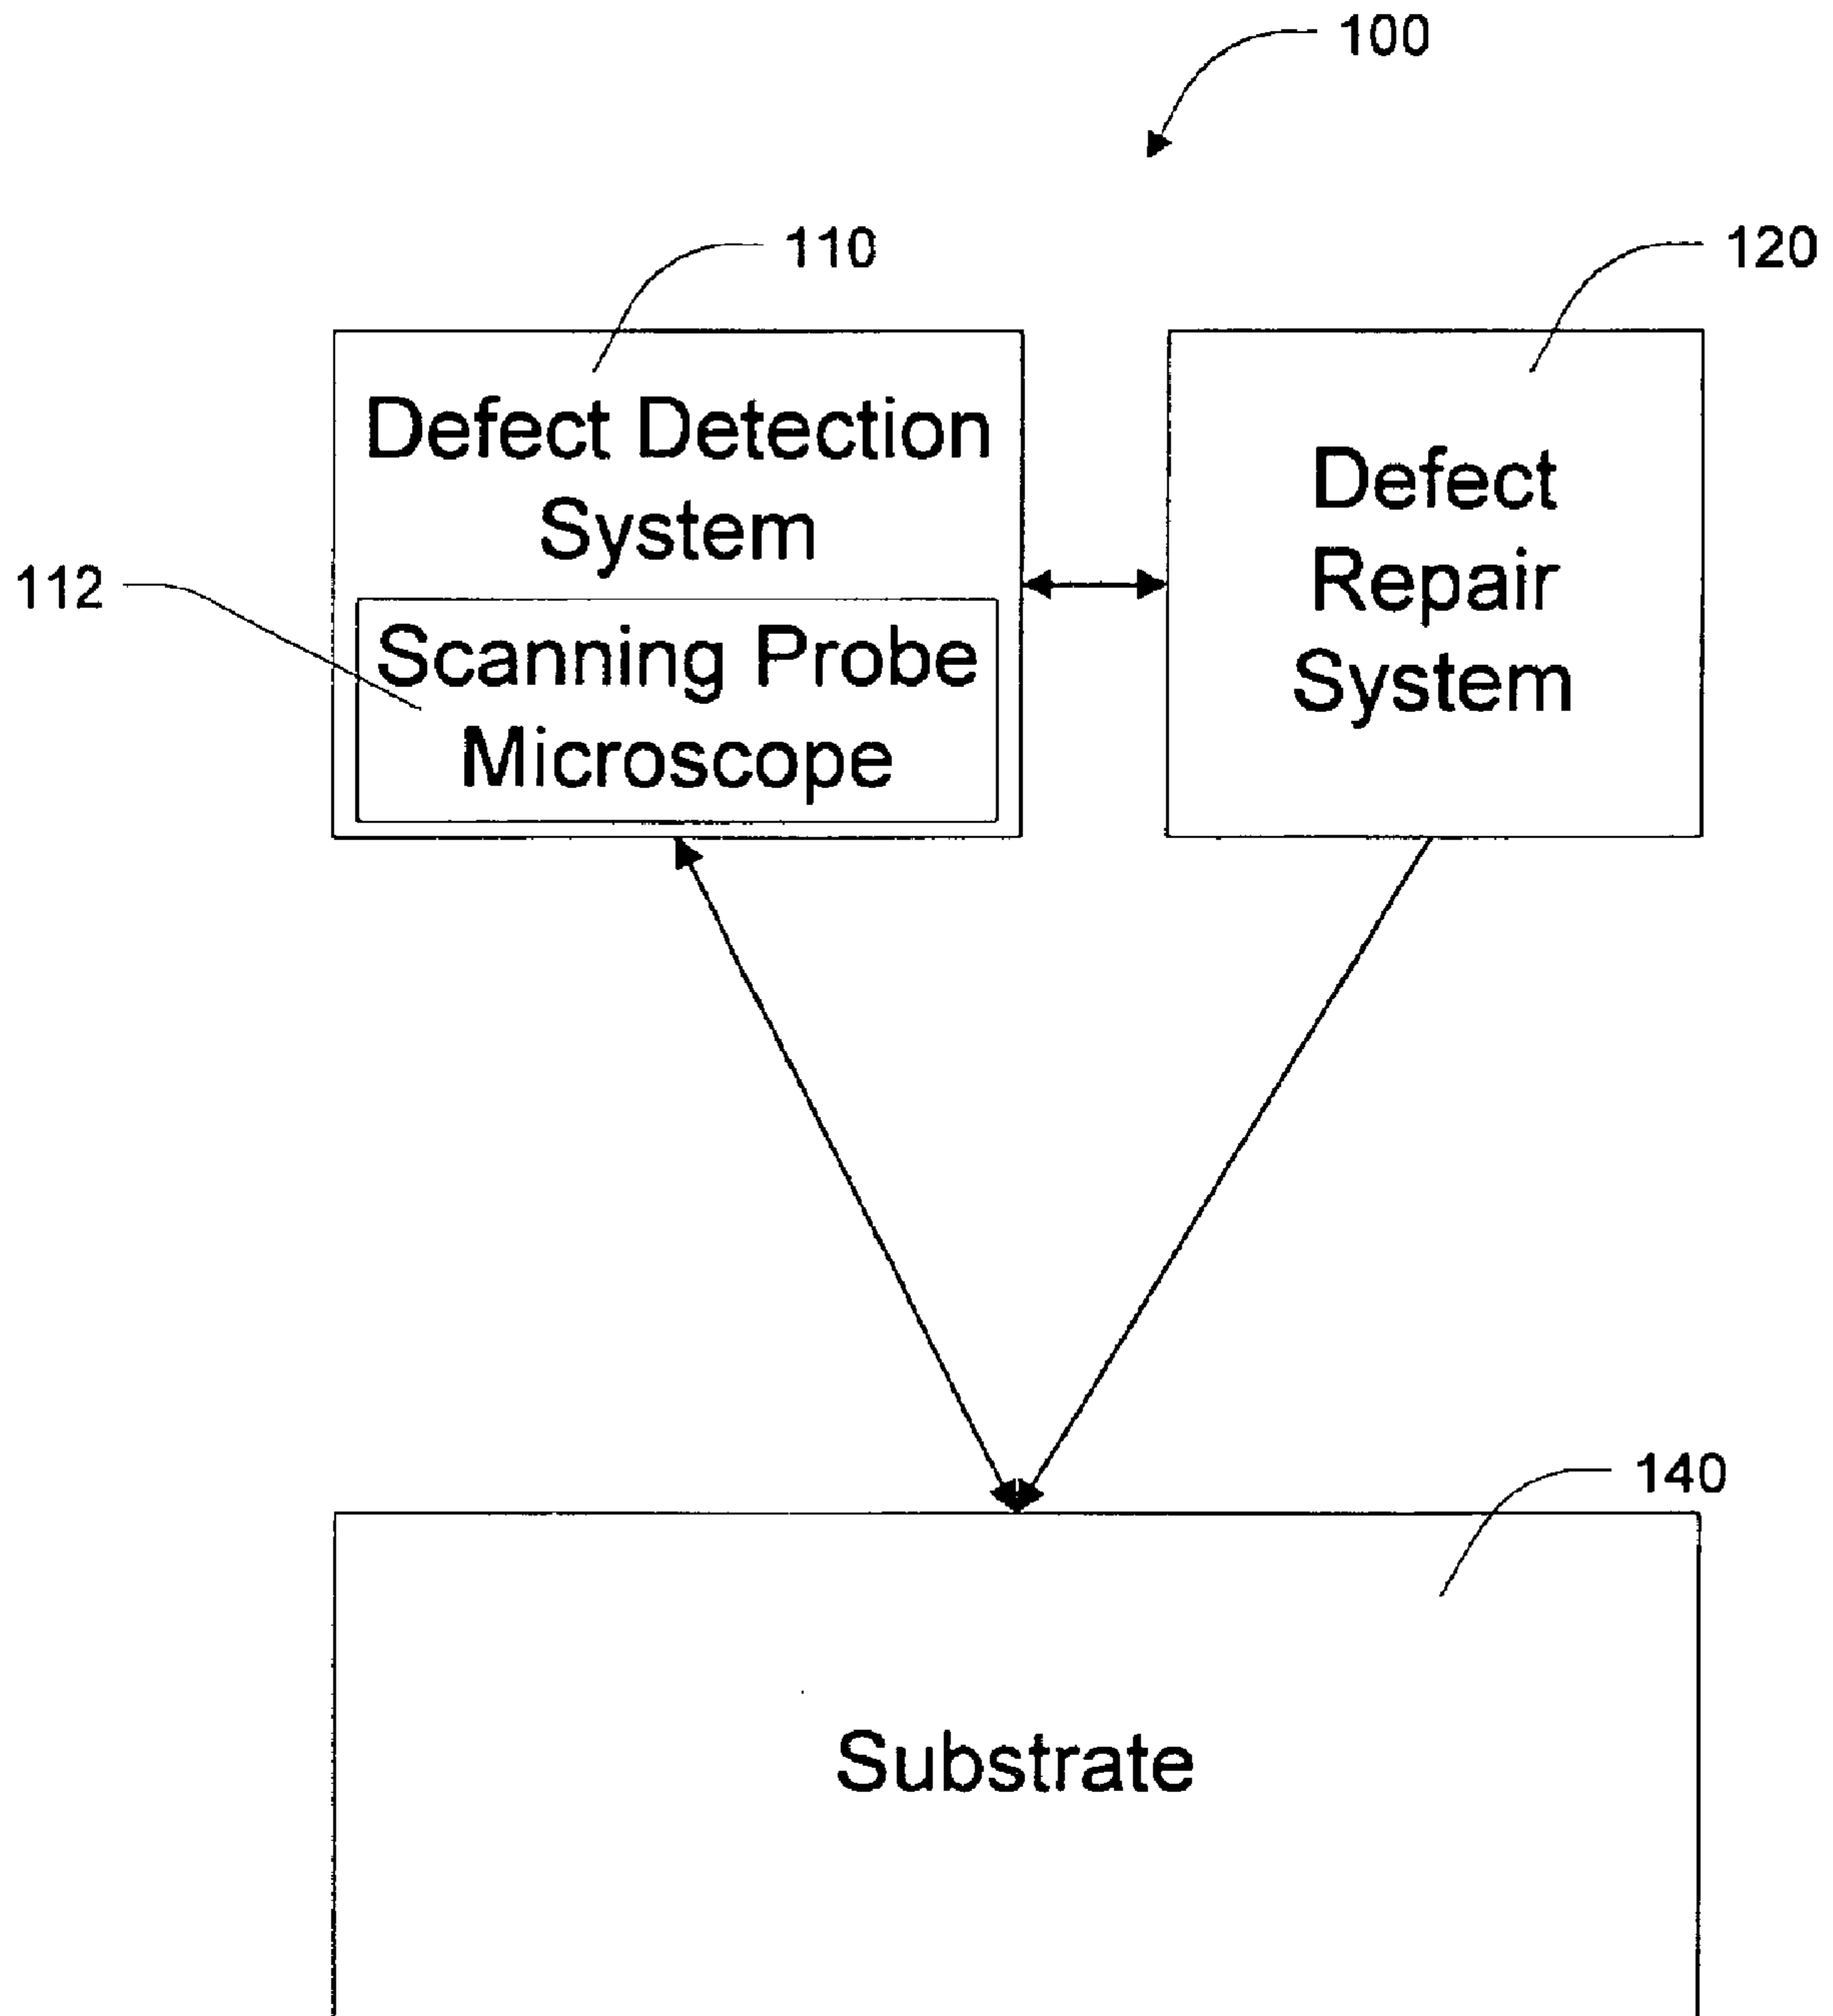 100
110
120
Defect Detection
System
112
Scanning Probe
Microscope
Defect
Repair
System
140
Substrate